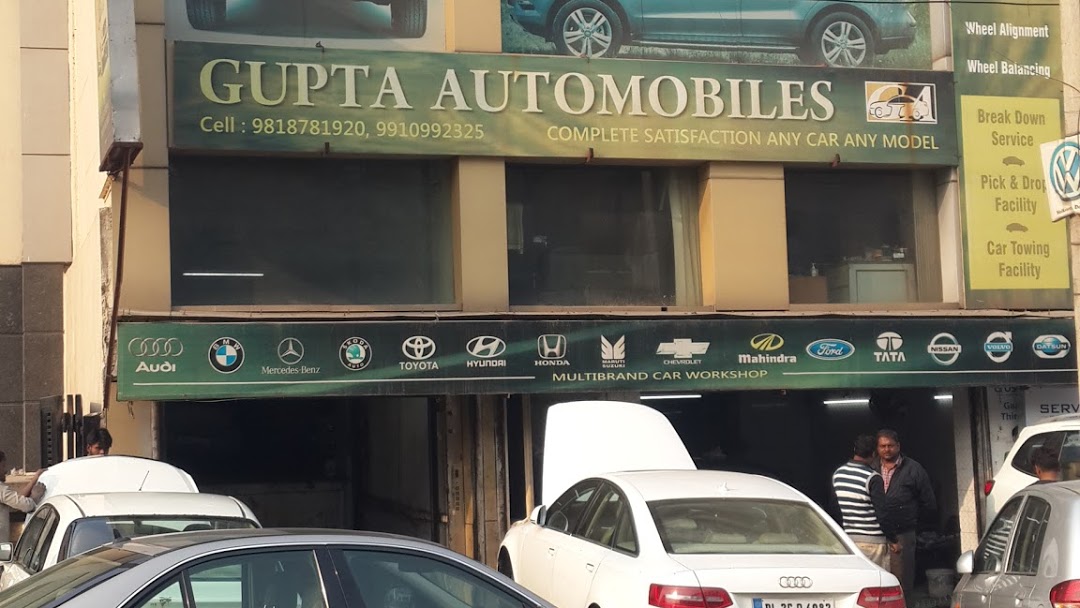 GUPTA AUTOMOBILES
Cell : 9818781920, 9910992325
COMPLETE SATISFACTION ANY CAR ANY MODEL
Wheel Alignment
Wheel Balancing
Break Down
Service
Pick & Drop
Facility
Car Towing
Facility
Audi
BMW
Mercedes-Benz
SKODA
AUTO
TOYOTA
HYUNDAI
HONDA
MARUTI
SUZUKI
CHEVROLET
Mahindra
Ford
TATA
NISSAN
VOLVO
DATSUN
MULTIBRAND CAR WORKSHOP
SERV